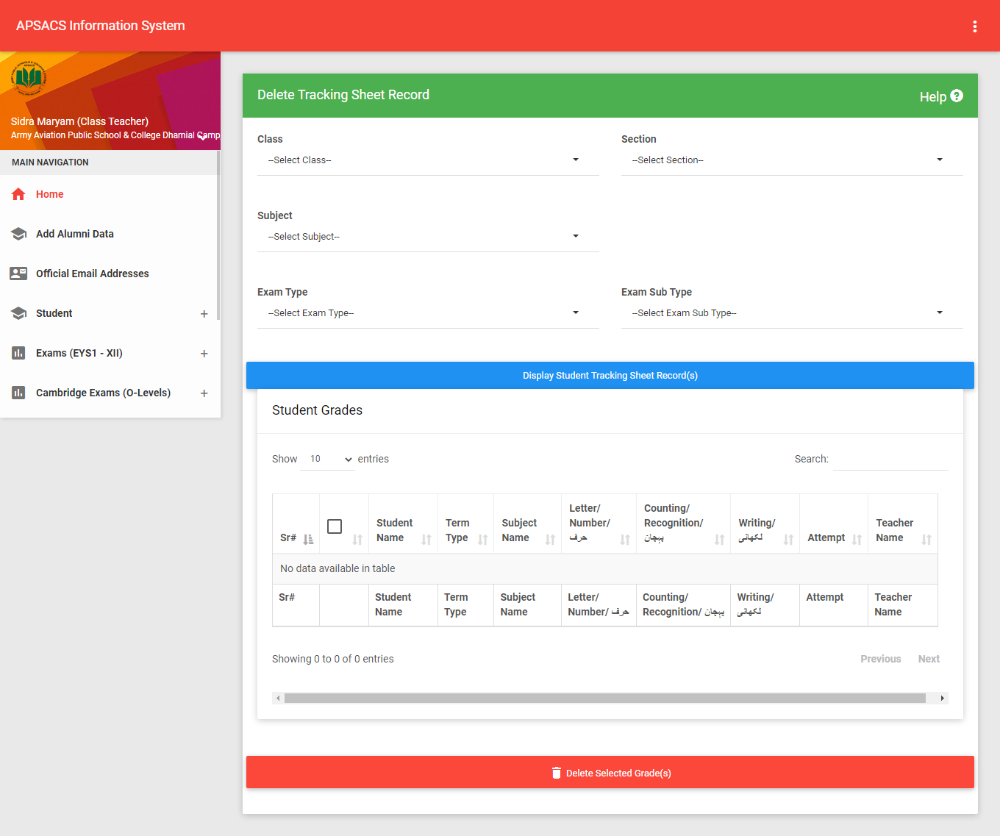 APSACS Information System
Sidra Maryam (Class Teacher)
Army Aviation Public School & College Dhamial Camp
MAIN NAVIGATION
Home
Add Alumni Data
Official Email Addresses
Student
Exams (EYS1 - XII)
Cambridge Exams (O-Levels)
Delete Tracking Sheet Record
Help
Class
Section
--Select Class--
--Select Section--
Subject
--Select Subject--
Exam Type
Exam Sub Type
--Select Exam Type--
--Select Exam Sub Type--
Display Student Tracking Sheet Record(s)
Student Grades
Show 10 entries
Search:
Sr#
Student
Name
Term
Type
Subject
Name
Letter/
Number/
حرف
Counting/
Recognition/
پہچان
Writing/
لکھائی
Attempt
Teacher
Name
No data available in table
Sr#
Student
Name
Term
Type
Subject
Name
Letter/
Number/ حرف
Counting/
Recognition/ پہچان
Writing/
لکھائی
Attempt
Teacher
Name
Showing 0 to 0 of 0 entries
Previous
Next
Delete Selected Grade(s)